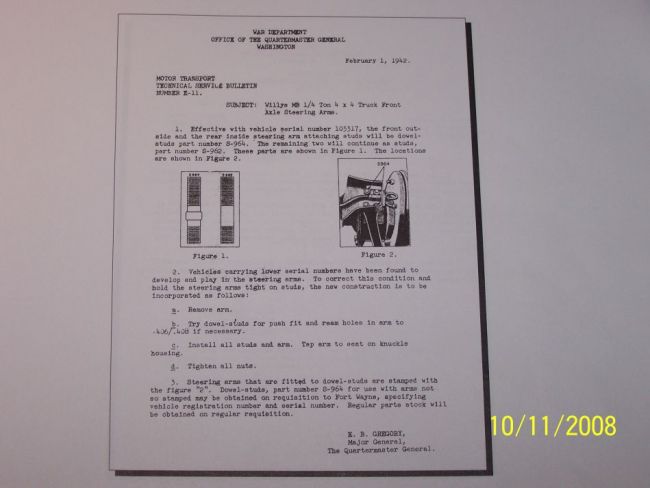 WAR DEPARTMENT
OFFICE OF THE QUARTERMASTER GENERAL
WASHINGTON
February 1, 1942.
MOTOR TRANSPORT
TECHNICAL SERVICE BULLETIN
NUMBER Z-11.
SUBJECT: Willys MB 1/4 Ton 4 x 4 Truck Front
Axle Steering Arms.
1. Effective with vehicle serial number 103317, the front out-
side and the rear inside steering arm attaching studs will be dowel-
studs part number S-964. The remaining two will continue as studs,
part number S-962. These parts are shown in Figure 1. The locations
are shown in Figure 2.
S964
Figure 1.
Figure 2.
2. Vehicles carrying lower serial numbers have been found to
develop end play in the steering arms. To correct this condition and
hold the steering arms tight on studs, the new construction is to be
incorporated as follows:
a. Remove arm.
b. Try dowel-studs for push fit and ream holes in arm to
.406/.408 if necessary.
c. Install all studs and arm. Tap arm to seat on knuckle
housing.
d. Tighten all nuts.
3. Steering arms that are fitted to dowel-studs are stamped with
the figure "2". Dowel-studs, part number S-964 for use with arms not
so stamped may be obtained on requisition to Fort Wayne, specifying
vehicle registration number and serial number. Regular parts stock will
be obtained on regular requisition.
E. B. GREGORY,
Major General,
The Quartermaster General.
10/11/2008